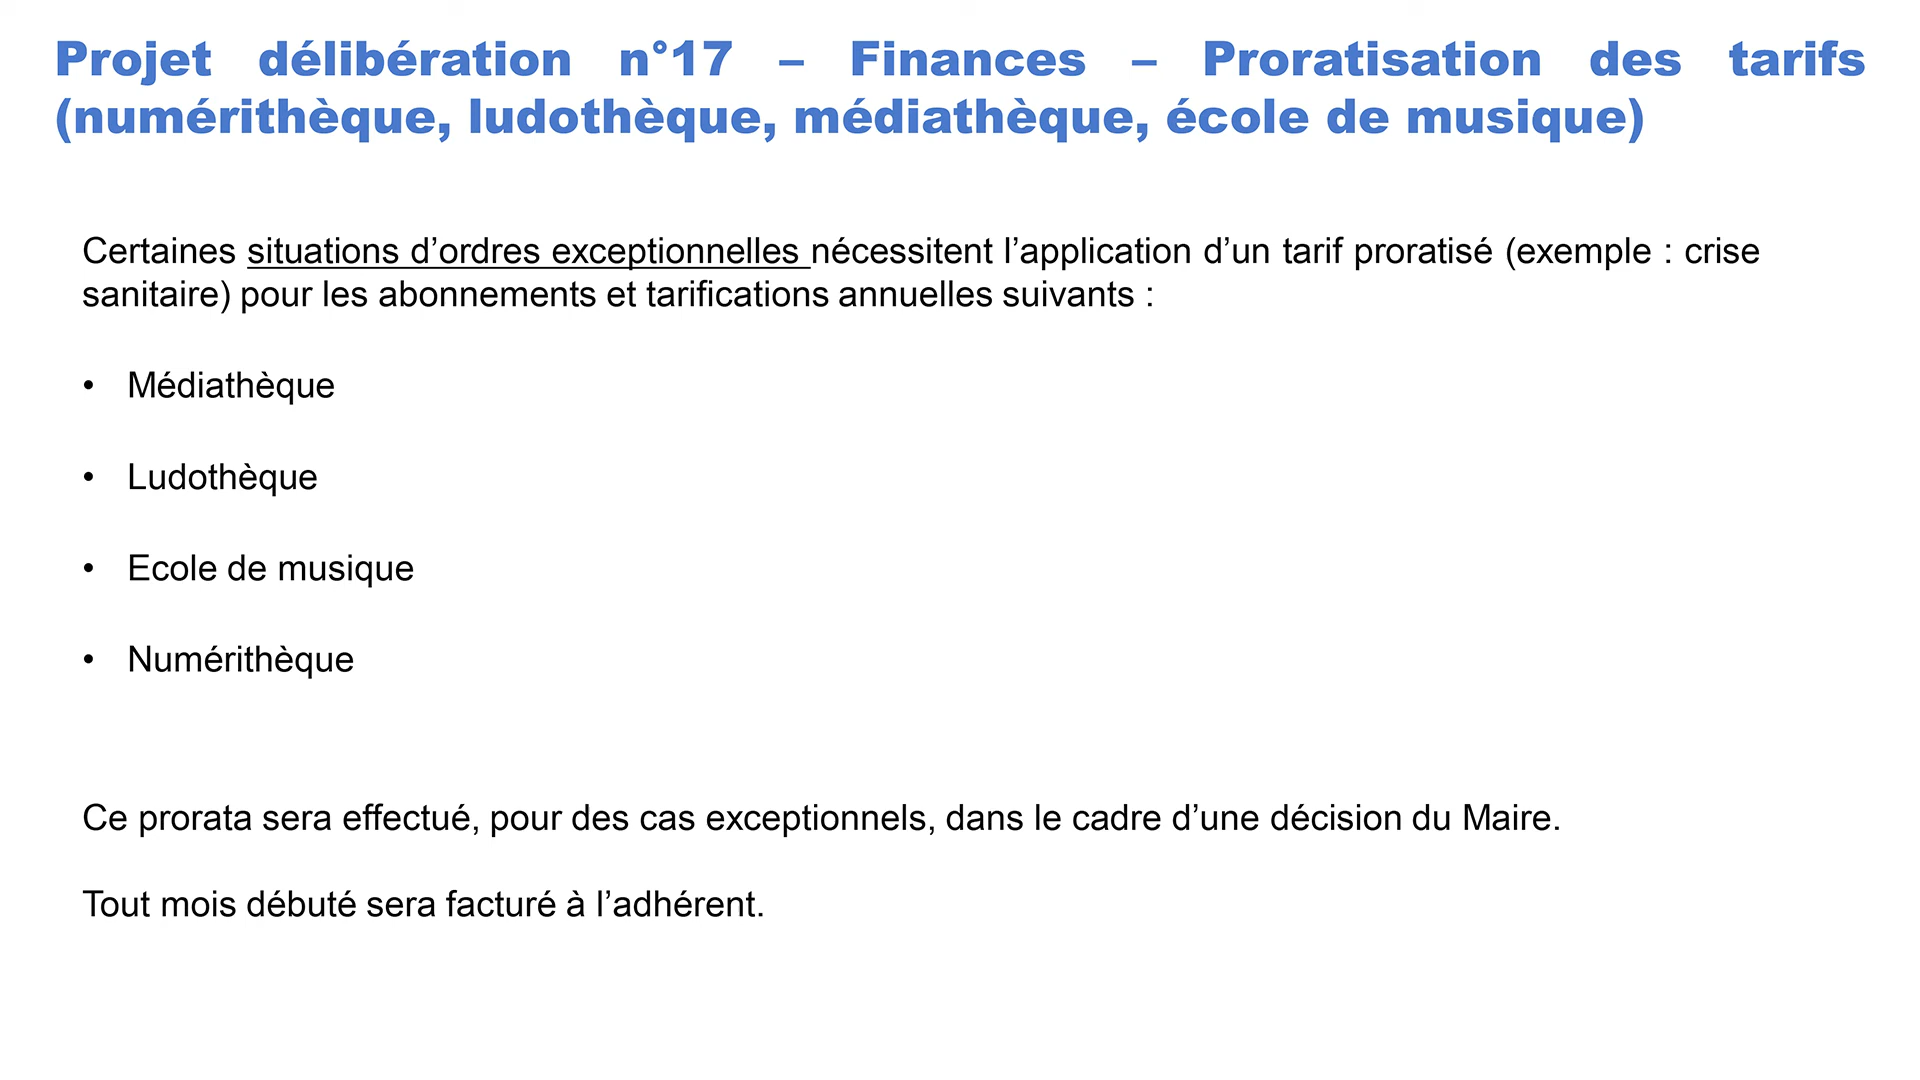 Projet délibération n°17 – Finances – Proratisation des tarifs
(numérithèque, ludothèque, médiathèque, école de musique)
Certaines situations d’ordres exceptionnelles nécessitent l’application d’un tarif proratisé (exemple : crise
sanitaire) pour les abonnements et tarifications annuelles suivants :
• Médiathèque
• Ludothèque
• Ecole de musique
• Numérithèque
Ce prorata sera effectué, pour des cas exceptionnels, dans le cadre d’une décision du Maire.
Tout mois débuté sera facturé à l’adhérent.